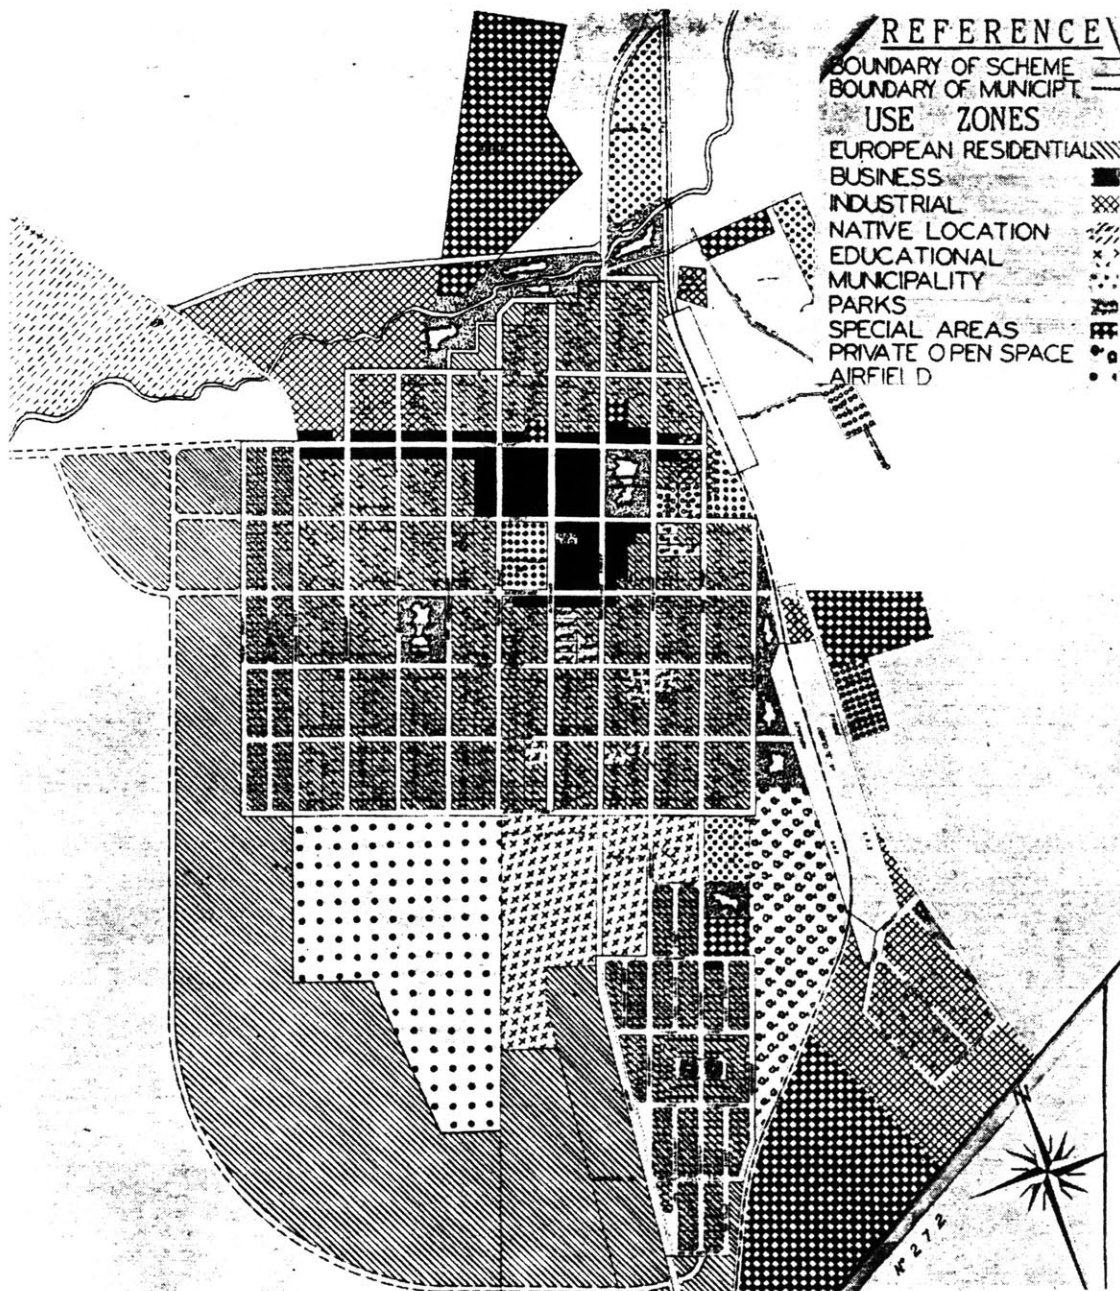 REFERENCE
BOUNDARY OF SCHEME
BOUNDARY OF MUNICIPT.
USE ZONES
EUROPEAN RESIDENTIAL
BUSINESS
INDUSTRIAL
NATIVE LOCATION
EDUCATIONAL
MUNICIPALITY
PARKS
SPECIAL AREAS
PRIVATE OPEN SPACE
AIRFIELD
N
Nº 272